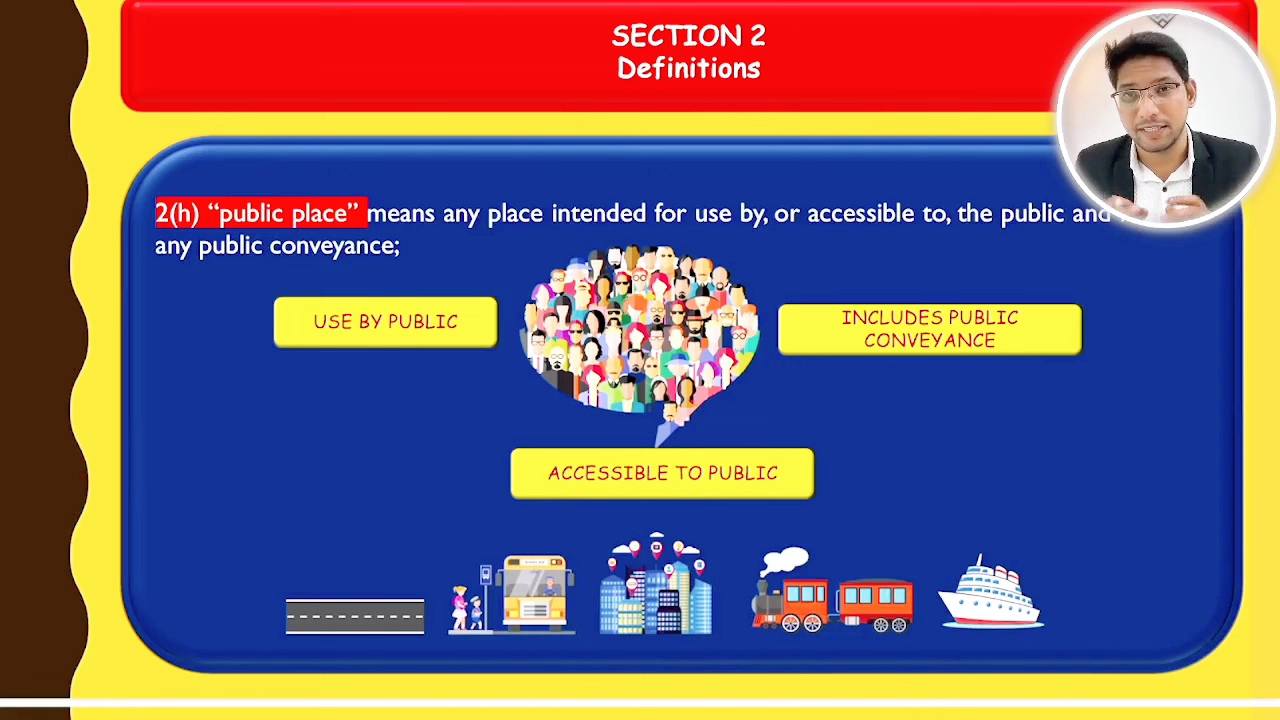 SECTION 2
Definitions
2(h) “public place” means any place intended for use by, or accessible to, the public and
any public conveyance;
USE BY PUBLIC
INCLUDES PUBLIC
CONVEYANCE
ACCESSIBLE TO PUBLIC